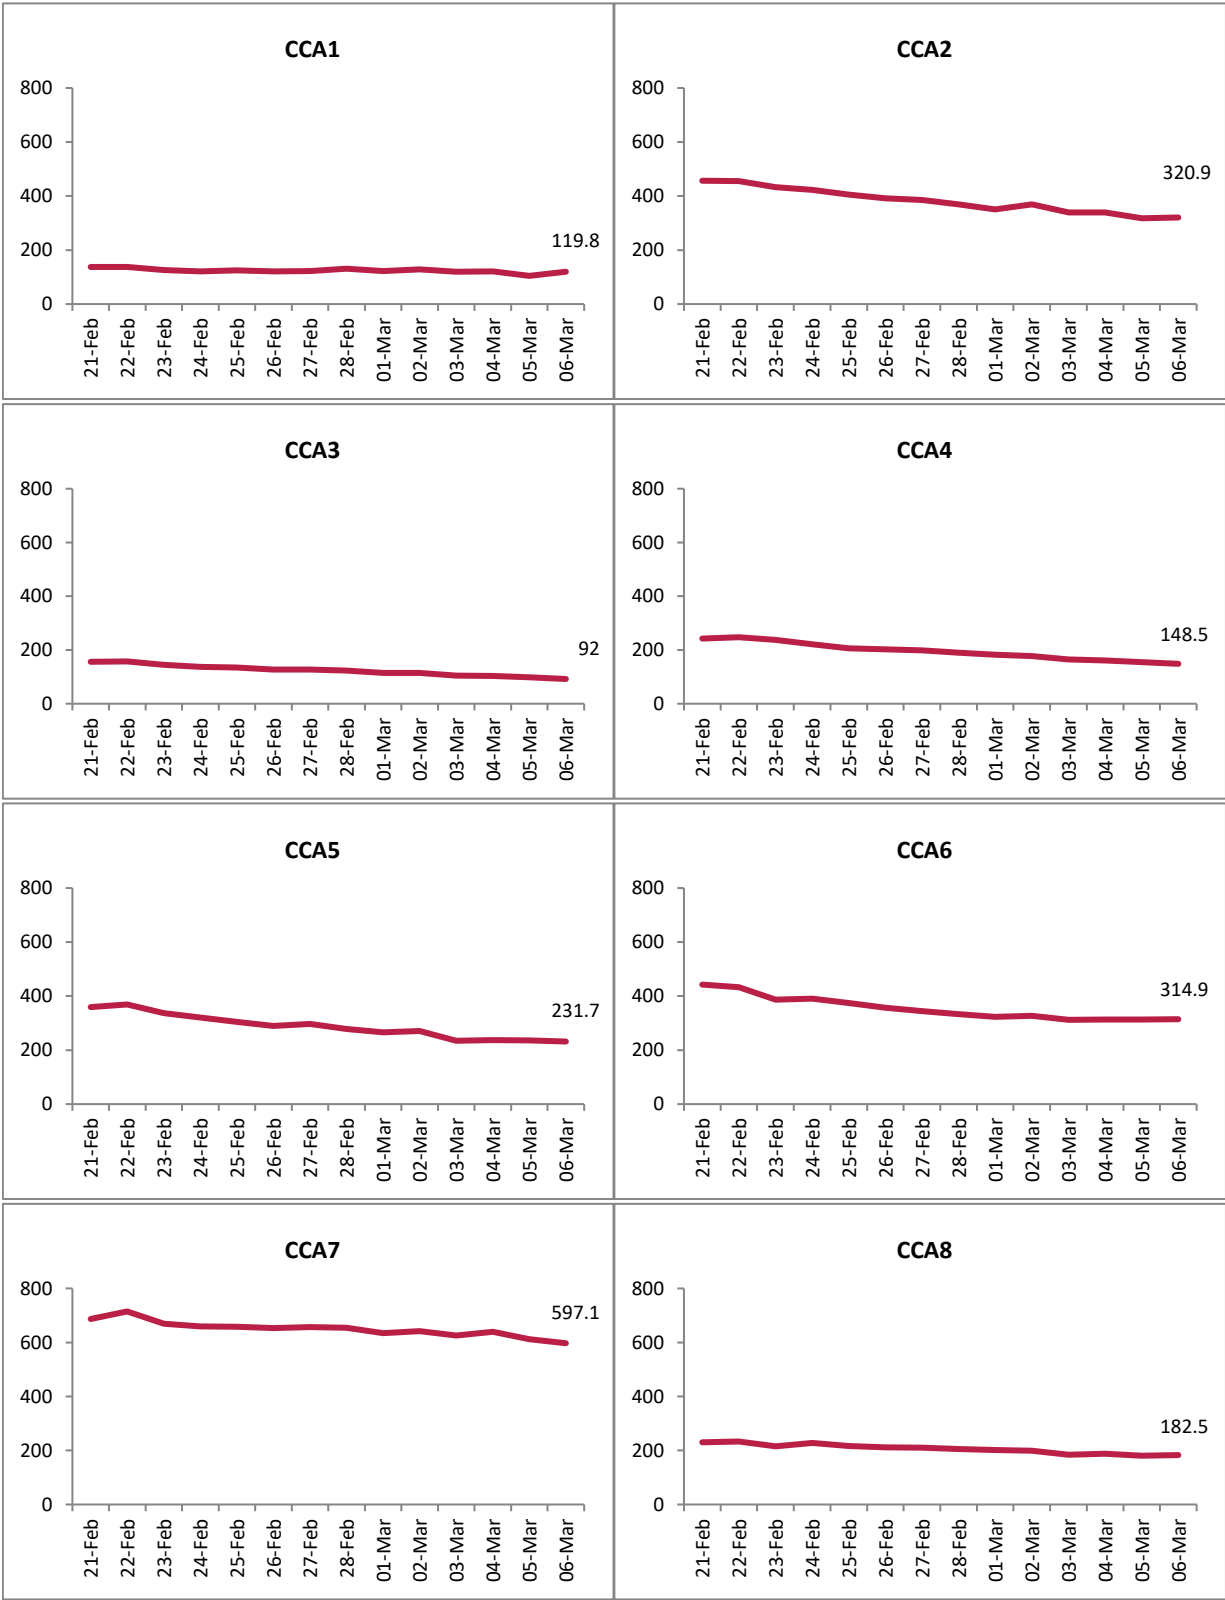 CCA1
800
600
400
200
0
119.8
21-Feb
22-Feb
23-Feb
24-Feb
25-Feb
26-Feb
27-Feb
28-Feb
01-Mar
02-Mar
03-Mar
04-Mar
05-Mar
06-Mar
CCA2
800
600
400
200
0
320.9
21-Feb
22-Feb
23-Feb
24-Feb
25-Feb
26-Feb
27-Feb
28-Feb
01-Mar
02-Mar
03-Mar
04-Mar
05-Mar
06-Mar
CCA3
800
600
400
200
0
92
21-Feb
22-Feb
23-Feb
24-Feb
25-Feb
26-Feb
27-Feb
28-Feb
01-Mar
02-Mar
03-Mar
04-Mar
05-Mar
06-Mar
CCA4
800
600
400
200
0
148.5
21-Feb
22-Feb
23-Feb
24-Feb
25-Feb
26-Feb
27-Feb
28-Feb
01-Mar
02-Mar
03-Mar
04-Mar
05-Mar
06-Mar
CCA5
800
600
400
200
0
231.7
21-Feb
22-Feb
23-Feb
24-Feb
25-Feb
26-Feb
27-Feb
28-Feb
01-Mar
02-Mar
03-Mar
04-Mar
05-Mar
06-Mar
CCA6
800
600
400
200
0
314.9
21-Feb
22-Feb
23-Feb
24-Feb
25-Feb
26-Feb
27-Feb
28-Feb
01-Mar
02-Mar
03-Mar
04-Mar
05-Mar
06-Mar
CCA7
800
600
400
200
0
597.1
21-Feb
22-Feb
23-Feb
24-Feb
25-Feb
26-Feb
27-Feb
28-Feb
01-Mar
02-Mar
03-Mar
04-Mar
05-Mar
06-Mar
CCA8
800
600
400
200
0
182.5
21-Feb
22-Feb
23-Feb
24-Feb
25-Feb
26-Feb
27-Feb
28-Feb
01-Mar
02-Mar
03-Mar
04-Mar
05-Mar
06-Mar